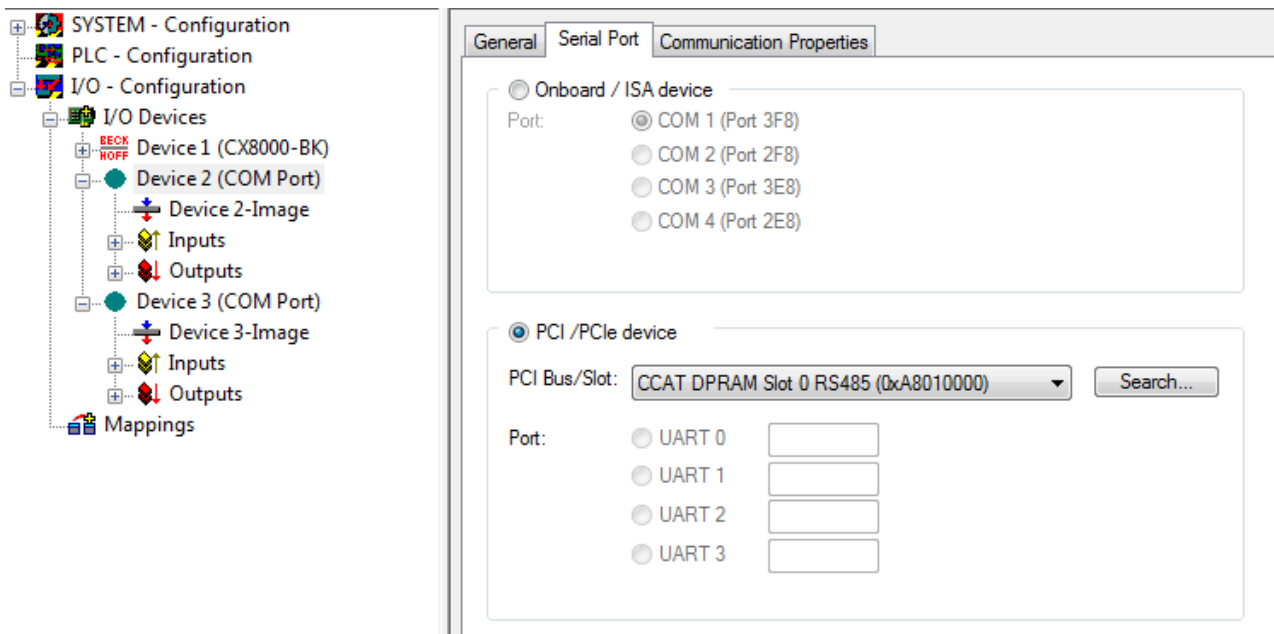 SYSTEM - Configuration
PLC - Configuration
I/O - Configuration
I/O Devices
BECK
HOFF
Device 1 (CX8000-BK)
Device 2 (COM Port)
Device 2-Image
Inputs
Outputs
Device 3 (COM Port)
Device 3-Image
Inputs
Outputs
Mappings
General Serial Port Communication Properties
Onboard / ISA device
Port: COM 1 (Port 3F8)
COM 2 (Port 2F8)
COM 3 (Port 3E8)
COM 4 (Port 2E8)
PCI /PCIe device
PCI Bus/Slot: CCAT DPRAM Slot 0 RS485 (0xA8010000) Search...
Port: UART 0
UART 1
UART 2
UART 3